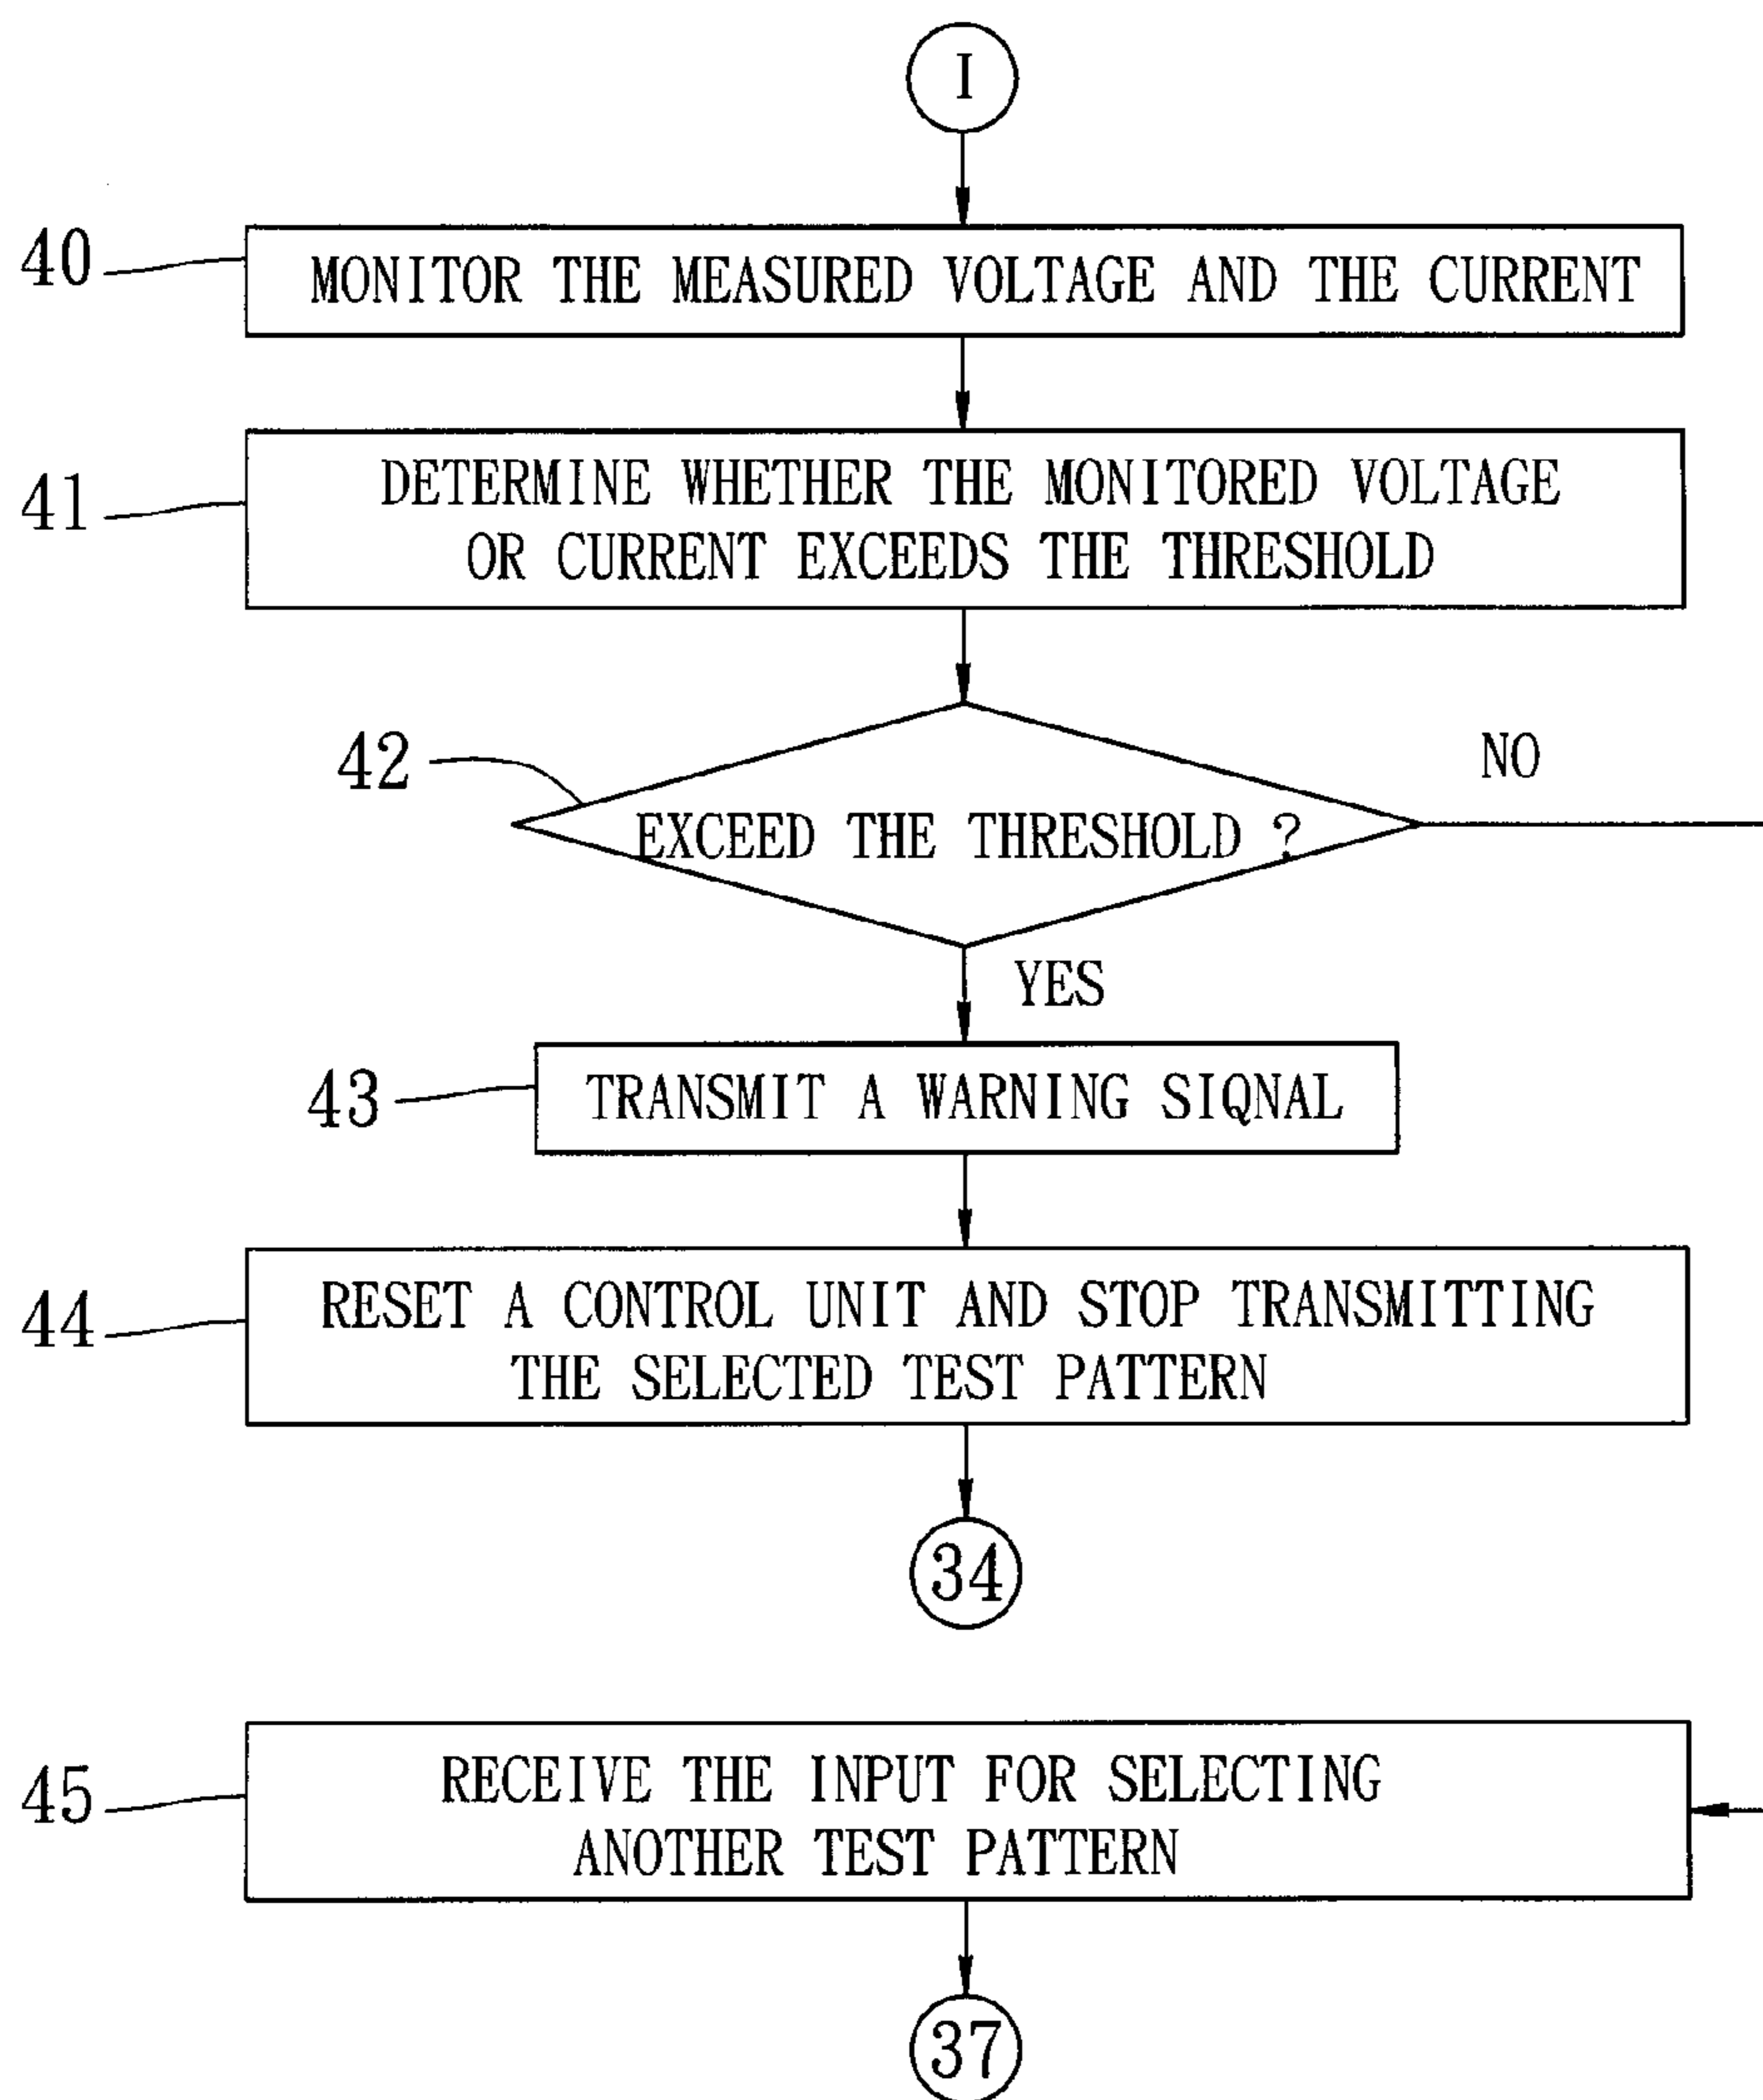 I
40
MONITOR THE MEASURED VOLTAGE AND THE CURRENT
41
DETERMINE WHETHER THE MONITORED VOLTAGE
OR CURRENT EXCEEDS THE THRESHOLD
42
NO
EXCEED THE THRESHOLD ?
YES
43
TRANSMIT A WARNING SIQNAL
44
RESET A CONTROL UNIT AND STOP TRANSMITTING
THE SELECTED TEST PATTERN
34
45
RECEIVE THE INPUT FOR SELECTING
ANOTHER TEST PATTERN
37